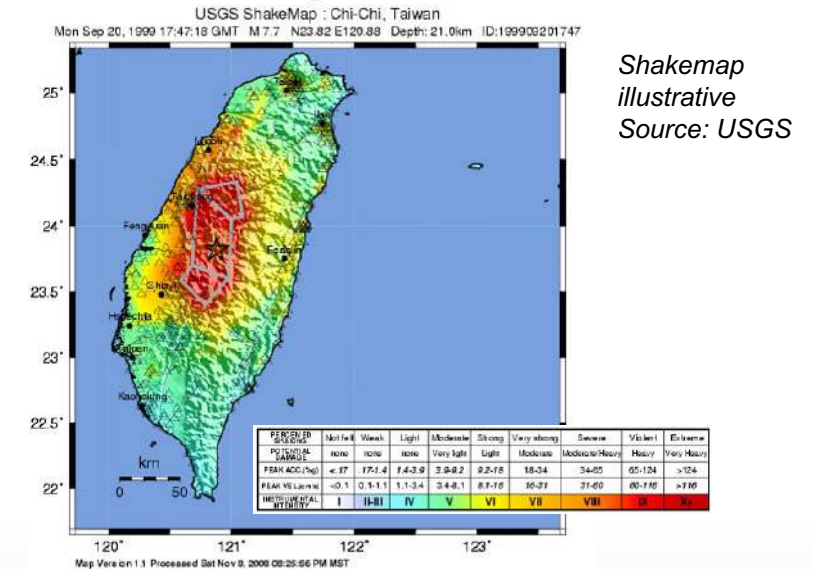 USGS ShakeMap : Chi-Chi, Taiwan
Mon Sep 20, 1999 17:47:18 GMT M 7.7 N23.82 E120.88 Depth: 21.0km ID:199909201747
Shakemap
illustrative
Source: USGS
25°
24.5°
24°
23.5°
23°
22.5°
22°
km
0 50
120° 121° 122° 123°
PERCEIVED SHAKING Not felt Weak Light Moderate Strong Very strong Severe Violent Extreme
POTENTIAL DAMAGE none none none Very light Light Moderate Moderate/Heavy Heavy Very Heavy
PEAK ACC.(%g) <.17 .17-1.4 1.4-3.9 3.9-9.2 9.2-18 18-34 34-65 65-124 >124
PEAK VEL.(cm/s) <0.1 0.1-1.1 1.1-3.4 3.4-8.1 8.1-16 16-31 31-60 60-116 >116
INSTRUMENTAL INTENSITY I II-III IV V VI VII VIII IX X+
Map Version 1.1 Processed Sat Nov 8, 2008 08:25:56 PM MST